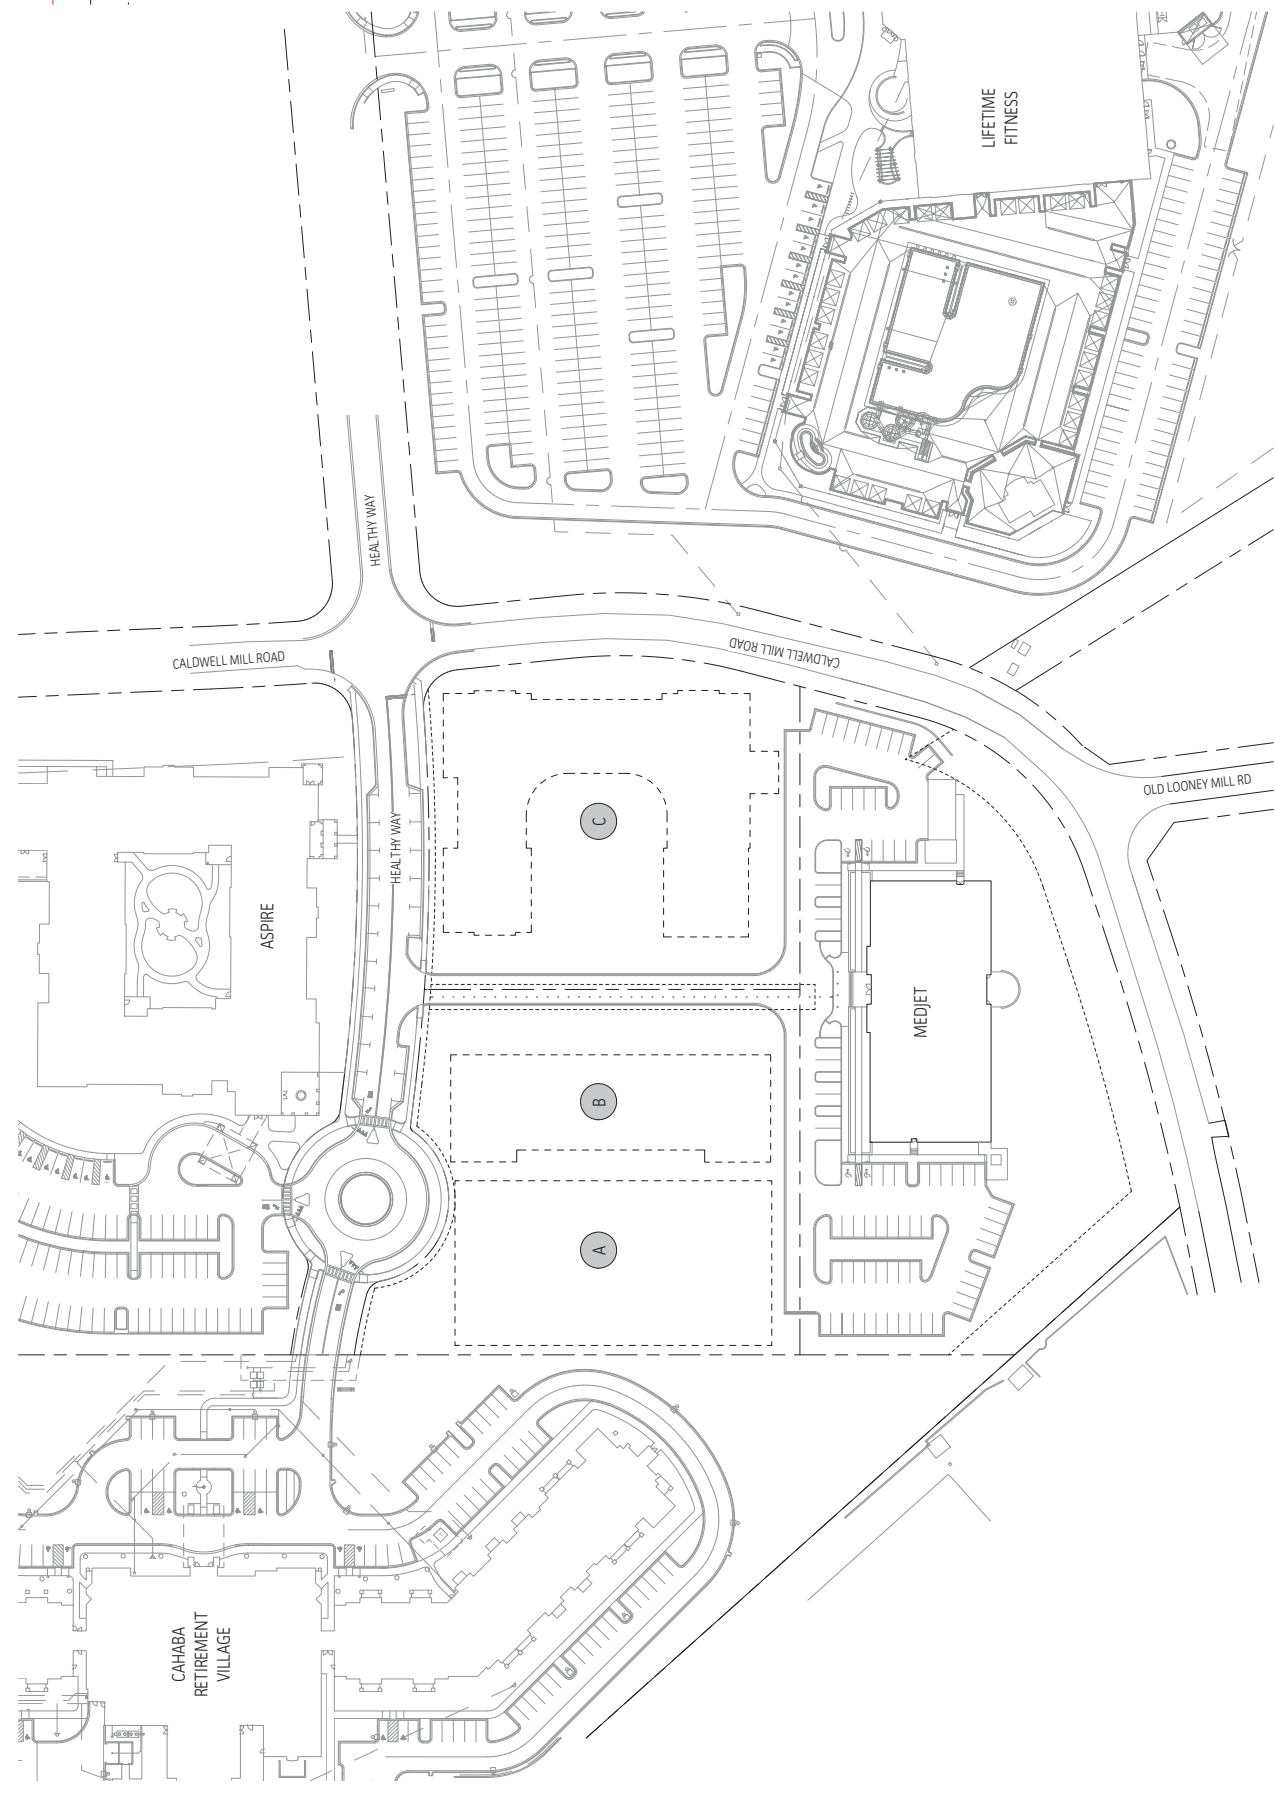 LIFETIME
FITNESS
HEALTHY WAY
CALDWELL MILL ROAD
CALDWELL MILL ROAD
OLD LOONEY MILL RD
HEALTHY WAY
C
ASPIRE
MEDJET
B
A
CAHABA
RETIREMENT
VILLAGE